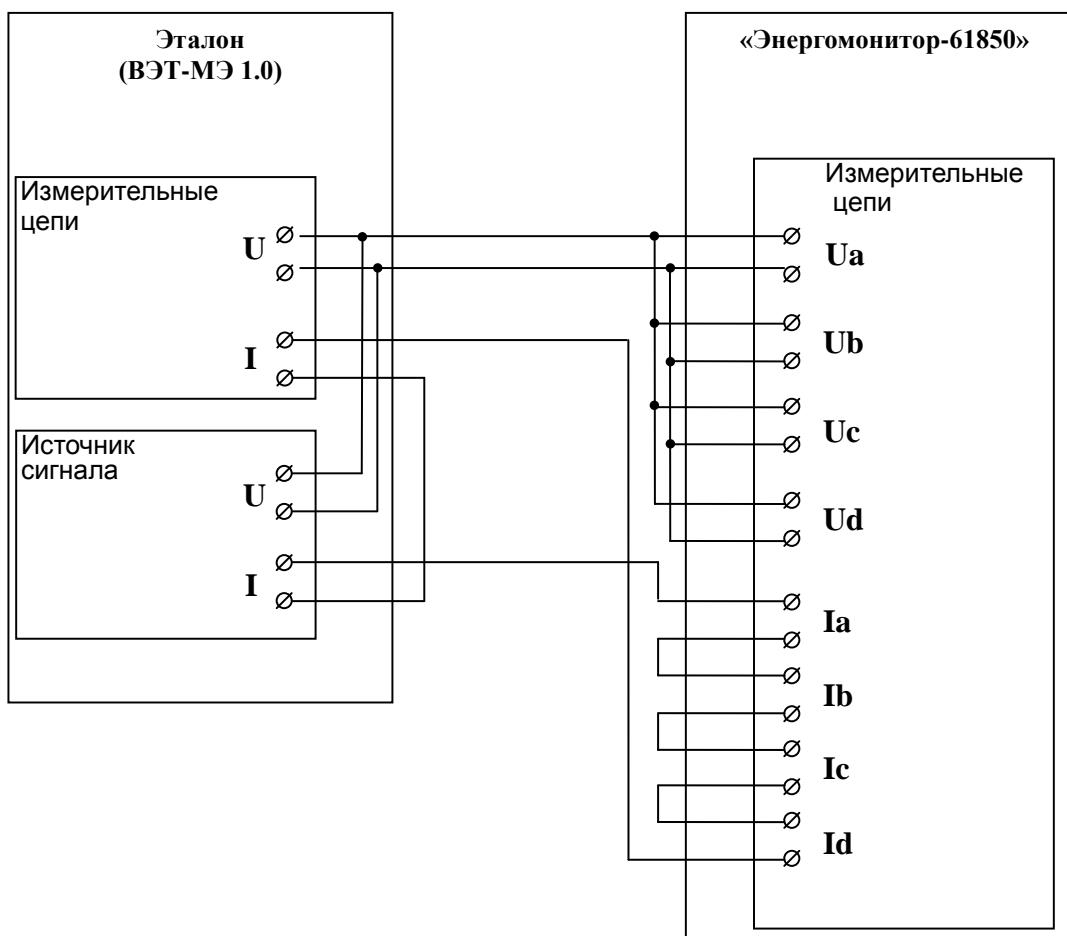 Эталон
(ВЭТ-МЭ 1.0)
Измерительные
цепи
U
I
Источник
сигнала
U
I
«Энергомонитор-61850»
Измерительные
цепи
Ua
Ub
Uc
Ud
Ia
Ib
Ic
Id